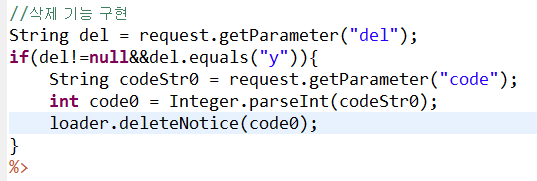 //삭제 기능 구현
String del = request.getParameter("del");
if(del!=null&&del.equals("y")){
    String codeStr0 = request.getParameter("code");
    int code0 = Integer.parseInt(codeStr0);
    loader.deleteNotice(code0);
}
%>